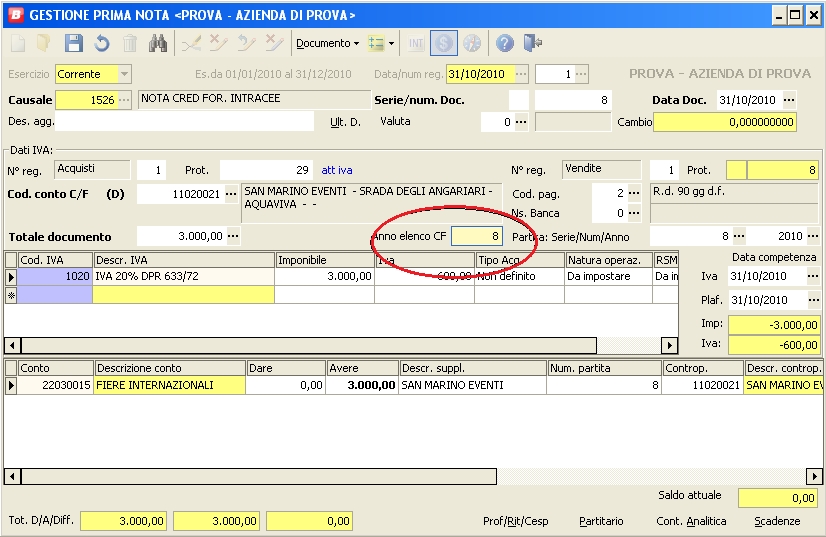 B GESTIONE PRIMA NOTA <PROVA - AZIENDA DI PROVA>
Documento INT $ ?
Esercizio Corrente Es.da 01/01/2010 al 31/12/2010 Data/num reg. 31/10/2010 1 PROVA - AZIENDA DI PROVA
Causale 1526 NOTA CRED FOR. INTRACEE Serie/num. Doc. 8 Data Doc. 31/10/2010
Des. agg. Ult. D. Valuta 0 Cambio 0,000000000
Dati IVA:
N° reg. Acquisti 1 Prot. 29 att iva N° reg. Vendite 1 Prot. 8
Cod. conto C/F (D) 11020021 SAN MARINO EVENTI - SRADA DEGLI ANGARIARI - Cod. pag. 2 R.d. 90 gg d.f.
AQUAVIVA - - Ns. Banca 0
Totale documento 3.000,00 Anno elenco CF 8 Partita: Serie/Num/Anno 8 2010
Cod. IVA Descr. IVA Imponibile Iva Tipo Acq Natura operaz. RSM Data competenza
1020 IVA 20% DPR 633/72 3.000,00 600,00 Non definito Da impostare Da in Iva 31/10/2010
Plaf. 31/10/2010
Imp: -3.000,00
Iva: -600,00
Conto Descrizione conto Dare Avere Descr. suppl. Num. partita Controp. Descr. controp.
22030015 FIERE INTERNAZIONALI 0,00 3.000,00 SAN MARINO EVENTI 8 11020021 SAN MARINO EV
Saldo attuale 0,00
Tot. D/A/Diff. 3.000,00 3.000,00 0,00 Prof/Rit/Cesp Partitario Cont. Analitica Scadenze